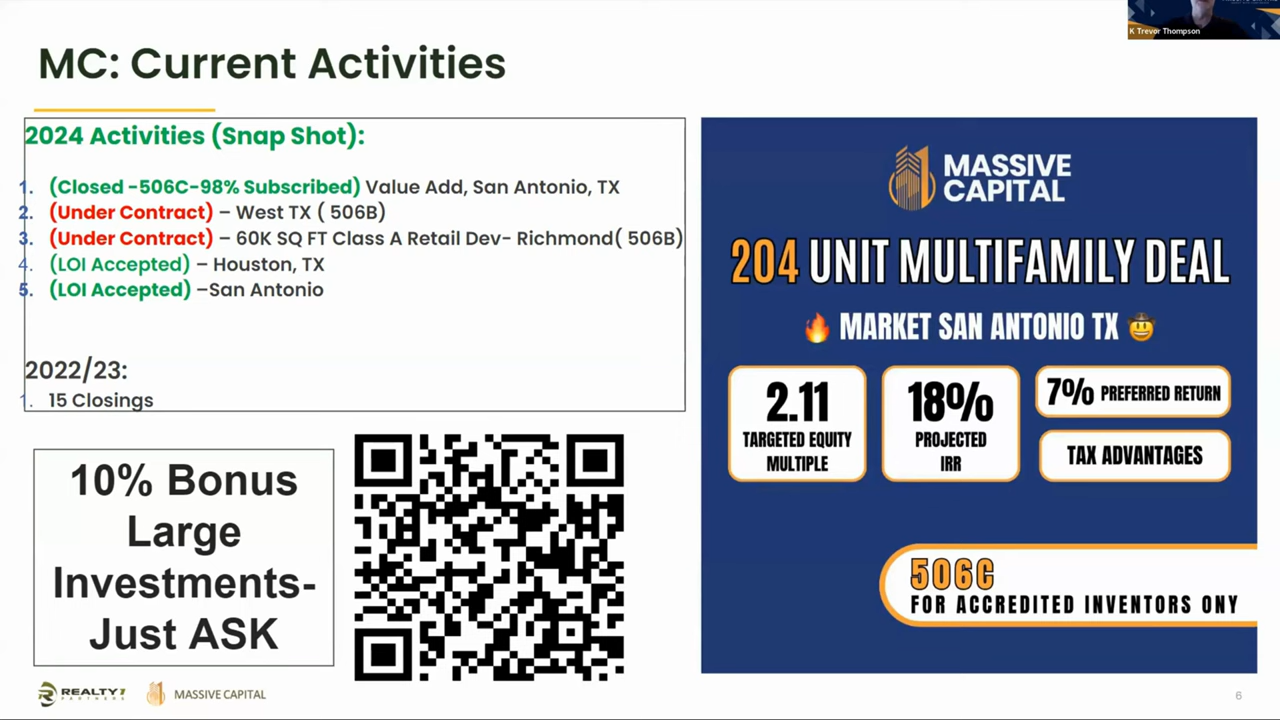 K Trevor Thompson
MC: Current Activities
2024 Activities (Snap Shot):
1. (Closed -506C-98% Subscribed) Value Add, San Antonio, TX
2. (Under Contract) – West TX ( 506B)
3. (Under Contract) – 60K SQ FT Class A Retail Dev- Richmond( 506B)
4. (LOI Accepted) – Houston, TX
5. (LOI Accepted) –San Antonio
2022/23:
1. 15 Closings
10% Bonus
Large
Investments-
Just ASK
MASSIVE
CAPITAL
204 UNIT MULTIFAMILY DEAL
🔥 MARKET SAN ANTONIO TX 🤠
2.11
TARGETED EQUITY
MULTIPLE
18%
PROJECTED
IRR
7% PREFERRED RETURN
TAX ADVANTAGES
506C
FOR ACCREDITED INVENTORS ONY
REALTY1
PARTNERS
MASSIVE CAPITAL
6